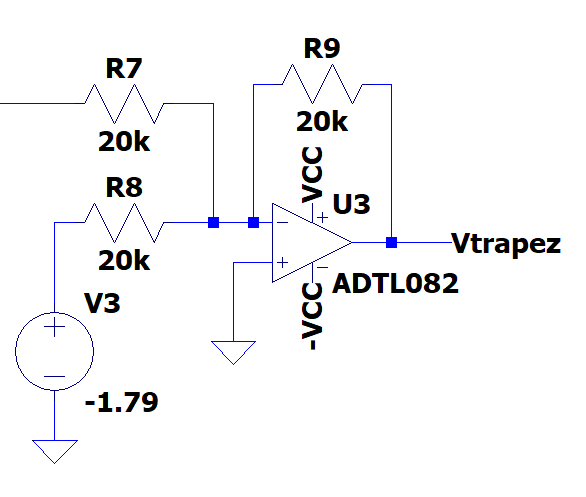 R9
R7
20k
20k
VCC
R8
U3
20k
Vtrapez
ADTL082
-VCC
V3
-1.79